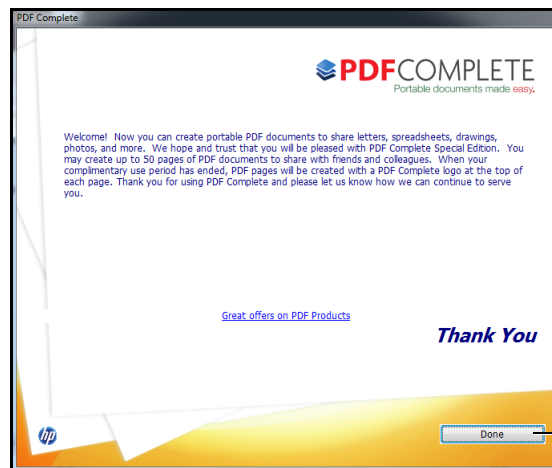 PDF Complete
PDFCOMPLETE
Portable documents made easy.
Welcome! Now you can create portable PDF documents to share letters, spreadsheets, drawings,
photos, and more. We hope and trust that you will be pleased with PDF Complete Special Edition. You
may create up to 50 pages of PDF documents to share with friends and colleagues. When your
complimentary use period has ended, PDF pages will be created with a PDF Complete logo at the top of
each page. Thank you for using PDF Complete and please let us know how we can continue to serve
you.
Great offers on PDF Products
Thank You
hp
Done